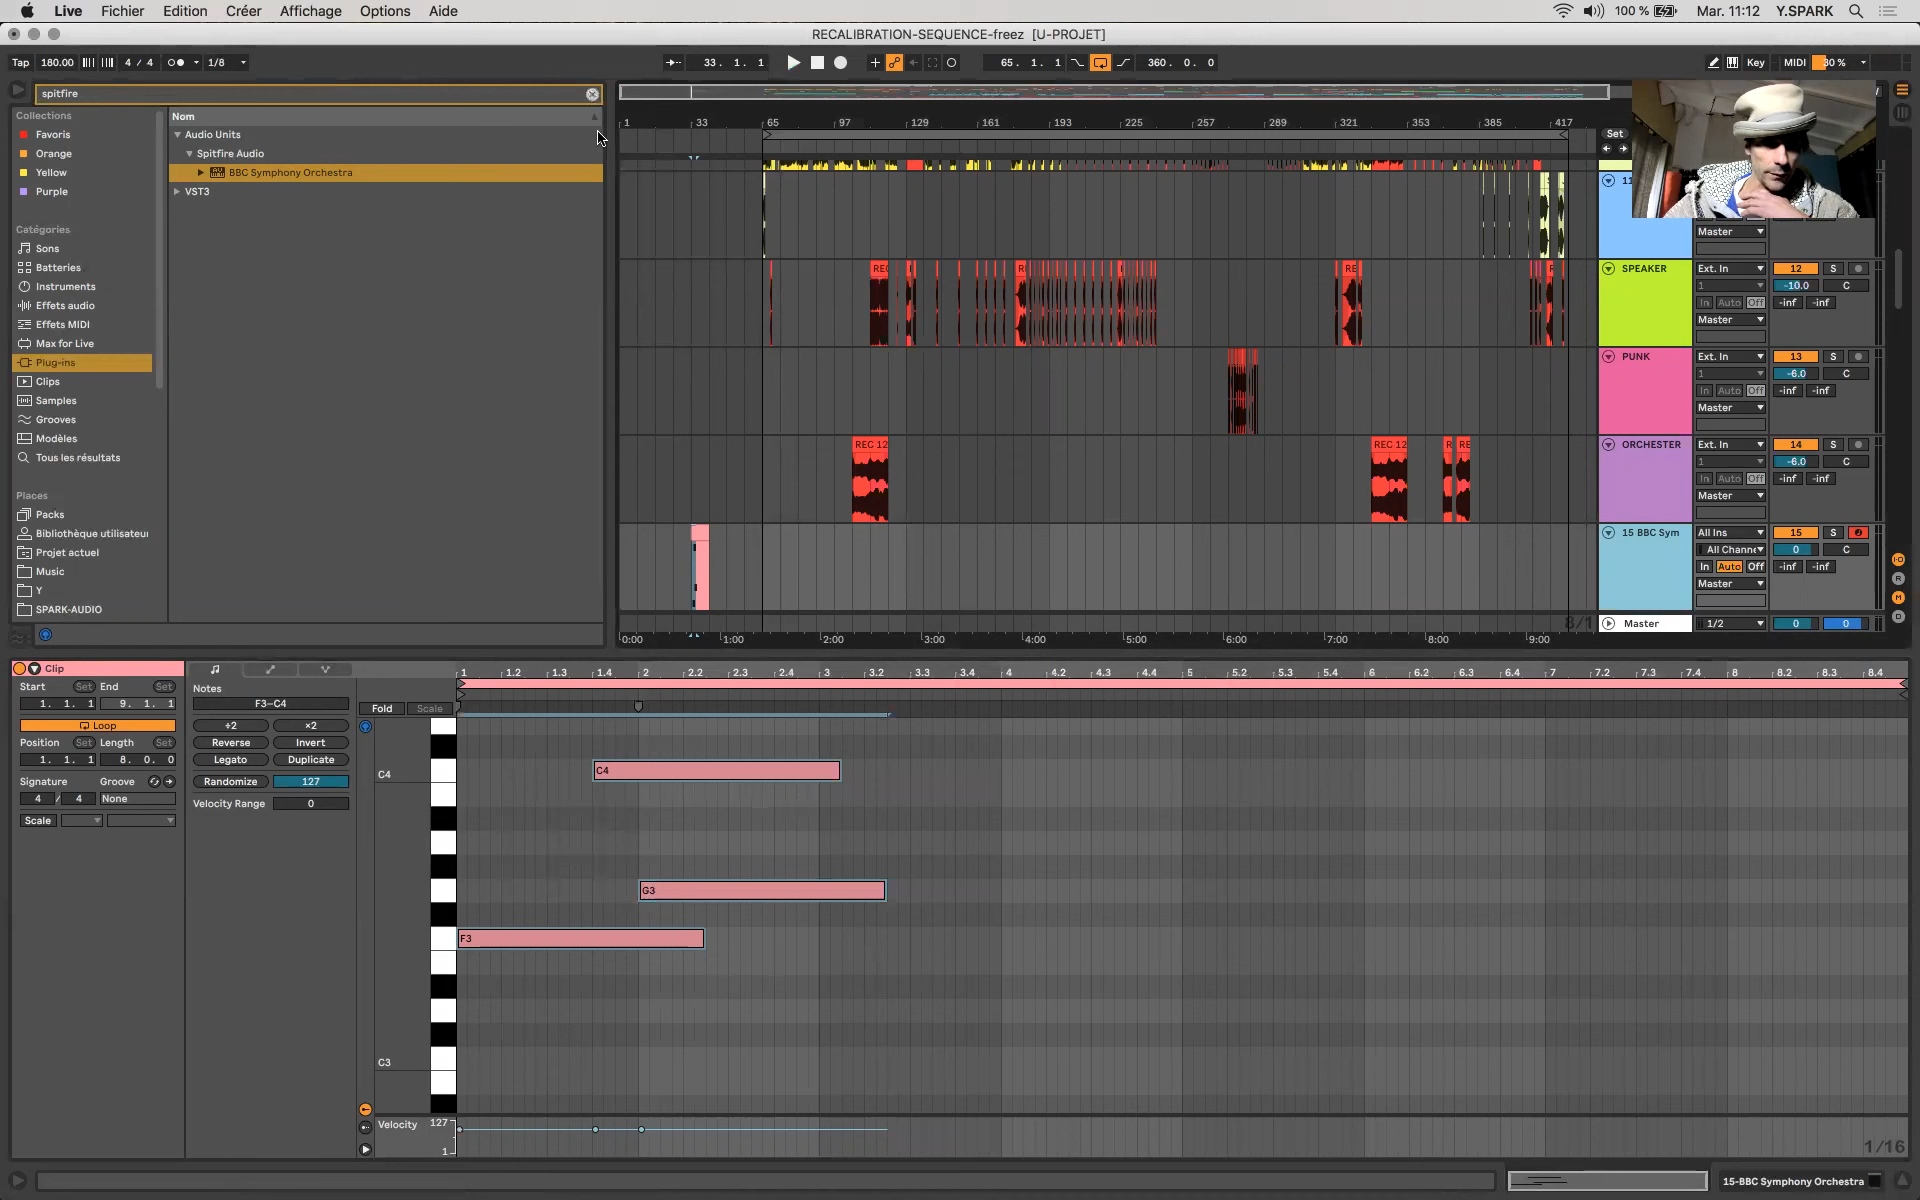 Live Fichier Edition Créer Affichage Options Aide 100 % Mar. 11:12 Y.SPARK
RECALIBRATION-SEQUENCE-freez [U-PROJET]
Tap 180.00 4 / 4 1/8 33. 1. 1 65. 1. 1 360. 0. 0 Key MIDI 30 %
spitfire
Collections
Favoris
Orange
Yellow
Purple
Catégories
Sons
Batteries
Instruments
Effets audio
Effets MIDI
Max for Live
Plug-ins
Clips
Samples
Grooves
Modèles
Tous les résultats
Places
Packs
Bibliothèque utilisateur
Projet actuel
Music
Y
SPARK-AUDIO
Nom
Audio Units
Spitfire Audio
BBC Symphony Orchestra
VST3
1 33 65 97 129 161 193 225 257 289 321 353 385 417
Set
11
Master
REC RE
SPEAKER Ext. In 12 S
1 -10.0 C
In Auto Off -inf -inf
Master
PUNK Ext. In 13 S
1 -6.0 C
In Auto Off -inf -inf
Master
REC 12 REC 12 R RE
ORCHESTER Ext. In 14 S
1 -6.0 C
In Auto Off -inf -inf
Master
15 BBC Sym All Ins 15
All Channe 0 C
In Auto Off -inf -inf
Master
8/1
Master 1/2 0 0
0:00 1:00 2:00 3:00 4:00 5:00 6:00 7:00 8:00 9:00
Clip
Start Set End Set
1. 1. 1 9. 1. 1
Loop
Position Set Length Set
1. 1. 1 8. 0. 0
Signature Groove
4 / 4 None
Scale
Notes
F3–C4
÷2 ×2
Reverse Invert
Legato Duplicate
Randomize 127
Velocity Range 0
1 1.2 1.3 1.4 2 2.2 2.3 2.4 3 3.2 3.3 3.4 4 4.2 4.3 4.4 5 5.2 5.3 5.4 6 6.2 6.3 6.4 7 7.2 7.3 7.4 8 8.2 8.3 8.4
Fold Scale
C4
C4
G3
F3
C3
Velocity 127
1
1/16
15-BBC Symphony Orchestra